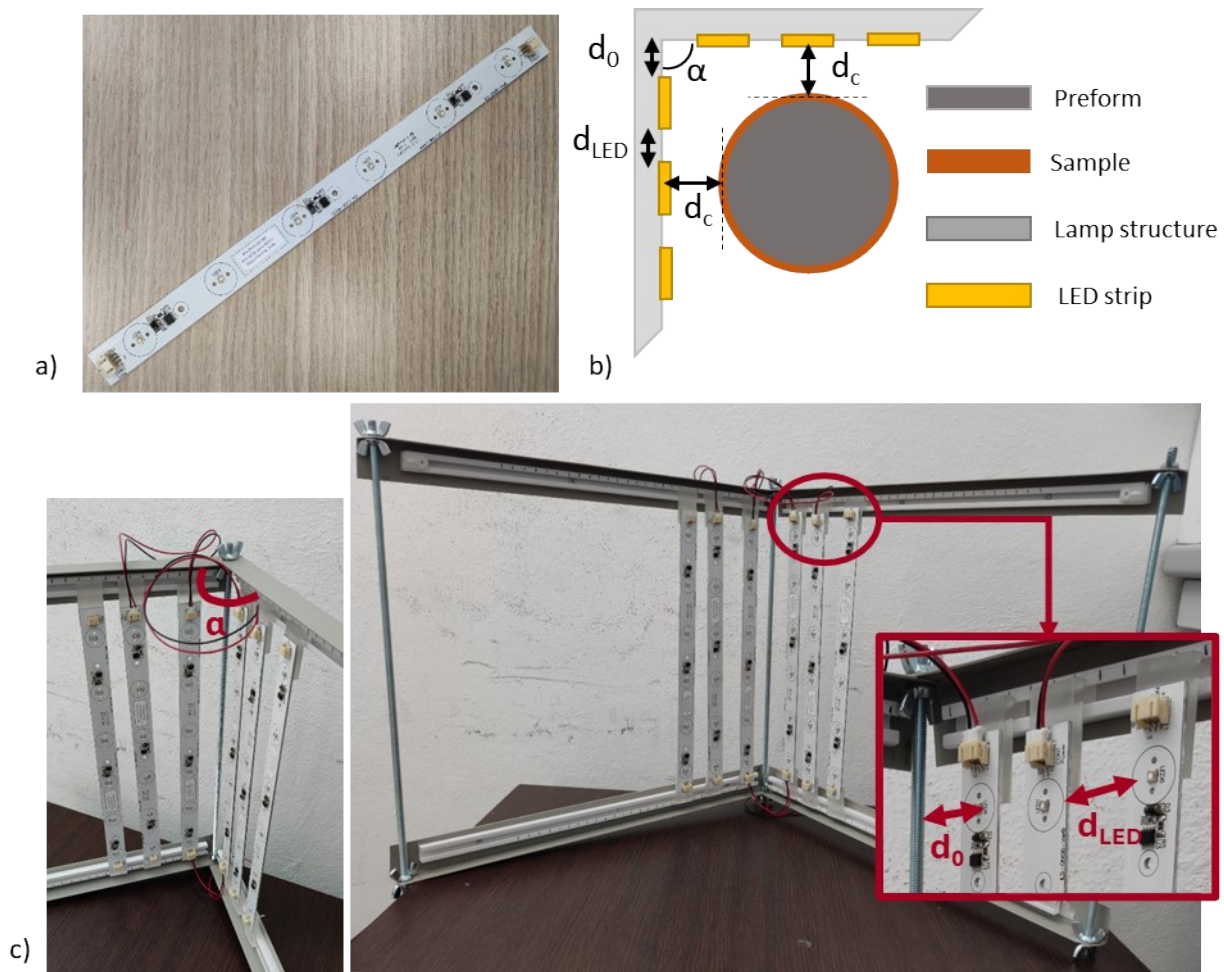 a)
b)
d0
α
dc
dLED
dc
Preform
Sample
Lamp structure
LED strip
c)
α
d0
dLED